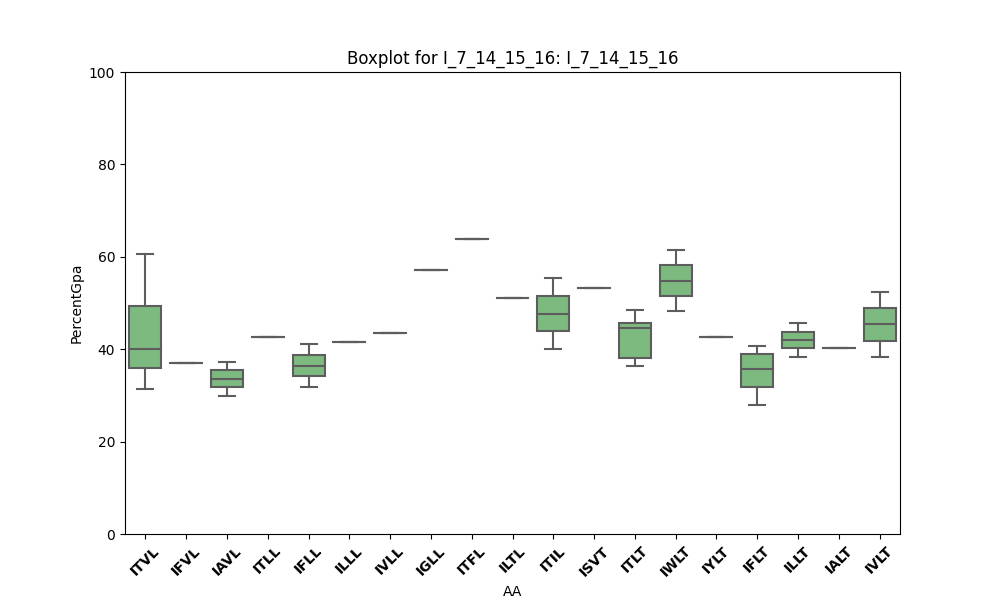 Boxplot for I_7_14_15_16: I_7_14_15_16
100
80
60
40
20
0
PercentGpa
ITVL IFVL IAVL ITLL IFLL ILLL IVLL IGLL ITFL ILTL ITIL ISVT ITLT IWLT IYLT IFLT ILLT IALT IVLT
AA